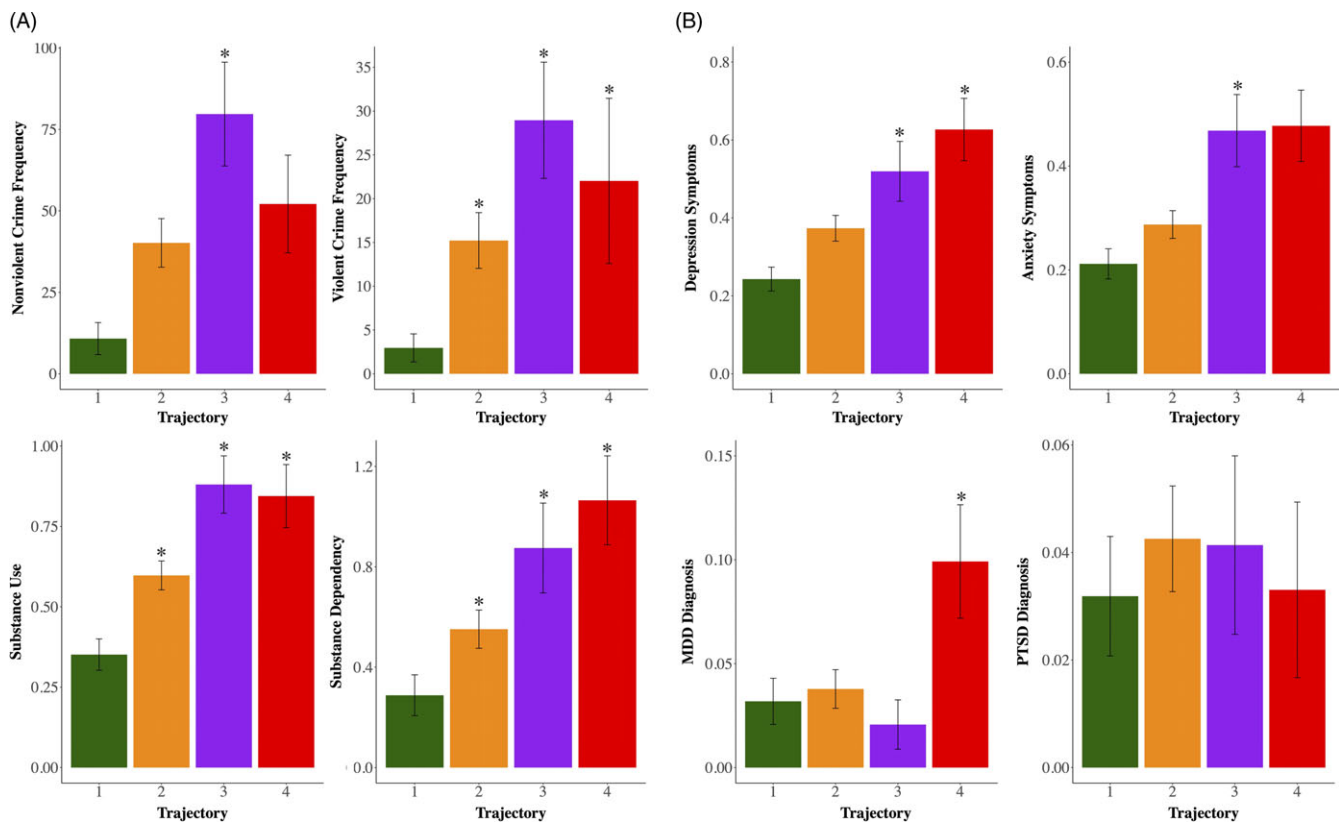 (A)
Nonviolent Crime Frequency
100
75
50
25
0
*
1 2 3 4
Trajectory
Violent Crime Frequency
35
30
25
20
15
10
5
0
* * *
1 2 3 4
Trajectory
Substance Use
1.00
0.75
0.50
0.25
0.00
* * *
1 2 3 4
Trajectory
Substance Dependency
1.2
0.8
0.4
0.0
* * *
1 2 3 4
Trajectory
(B)
Depression Symptoms
0.8
0.6
0.4
0.2
0.0
* *
1 2 3 4
Trajectory
Anxiety Symptoms
0.6
0.4
0.2
0.0
*
1 2 3 4
Trajectory
MDD Diagnosis
0.15
0.10
0.05
0.00
*
1 2 3 4
Trajectory
PTSD Diagnosis
0.06
0.04
0.02
0.00
1 2 3 4
Trajectory